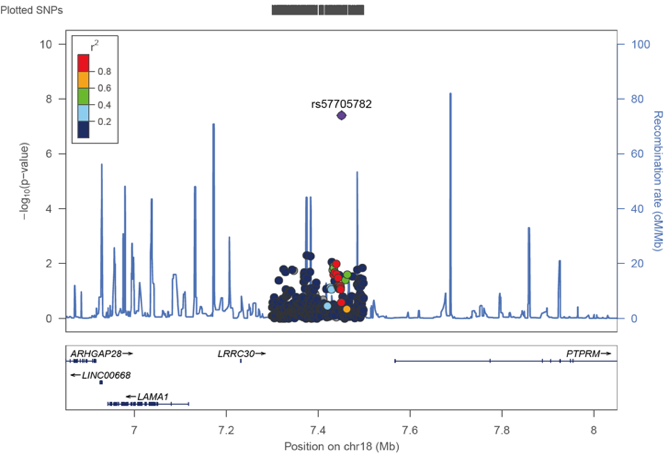 Plotted SNPs
10
8
6
4
2
0
−log10(p-value)
r2
0.8
0.6
0.4
0.2
rs57705782
100
80
60
40
20
0
Recombination rate (cM/Mb)
ARHGAP28
LRRC30
PTPRM
LINC00668
LAMA1
7
7.2
7.4
7.6
7.8
8
Position on chr18 (Mb)